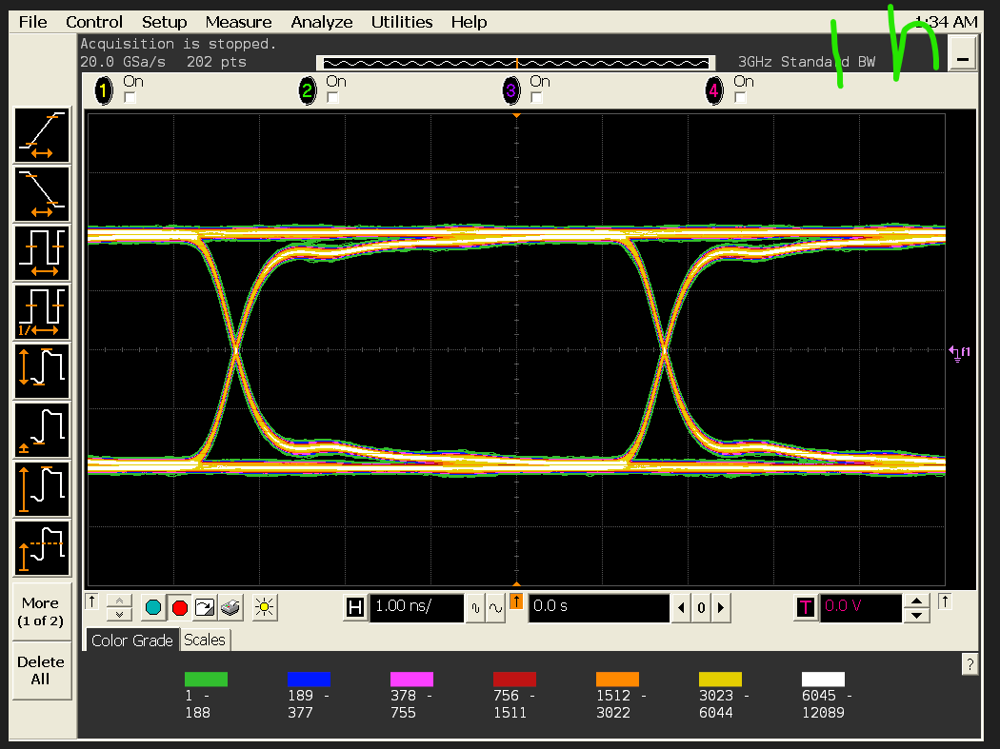 File Control Setup Measure Analyze Utilities Help 1:34 AM
1 h
Acquisition is stopped.
20.0 GSa/s 202 pts 3GHz Standard BW
1 On 2 On 3 On 4 On
f1
1/
More
(1 of 2)
Delete
All
H 1.00 ns/ 0.0 s 0 T 0.0 V
Color Grade Scales
?
1 - 189 - 378 - 756 - 1512 - 3023 - 6045 -
188 377 755 1511 3022 6044 12089